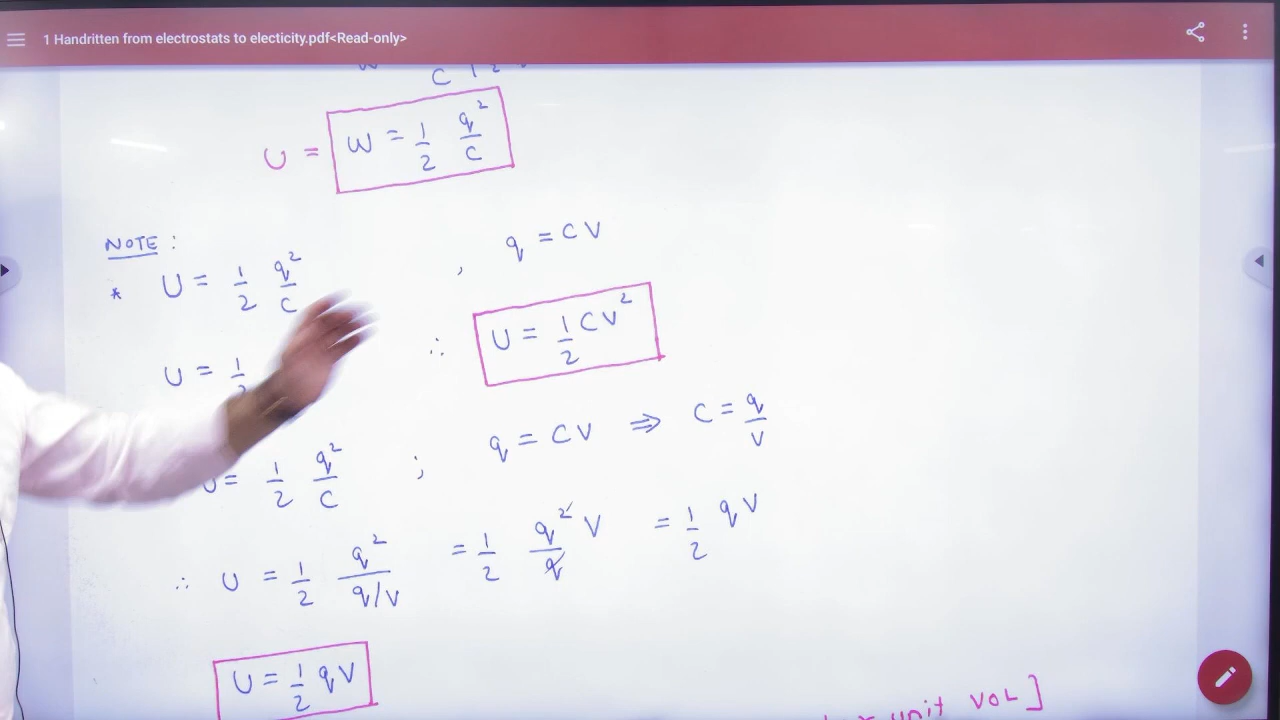 1 Handritten from electrostats to electicity.pdf<Read-only>
U = W = 1/2 q²/C
NOTE :
* U = 1/2 q²/C , q = CV
U = 1/2
∴ U = 1/2 CV²
U = 1/2 q²/C ; q = CV ⇒ C = q/V
∴ U = 1/2 q²/q/V = 1/2 q²V/q = 1/2 qV
U = 1/2 qV
unit VOL]